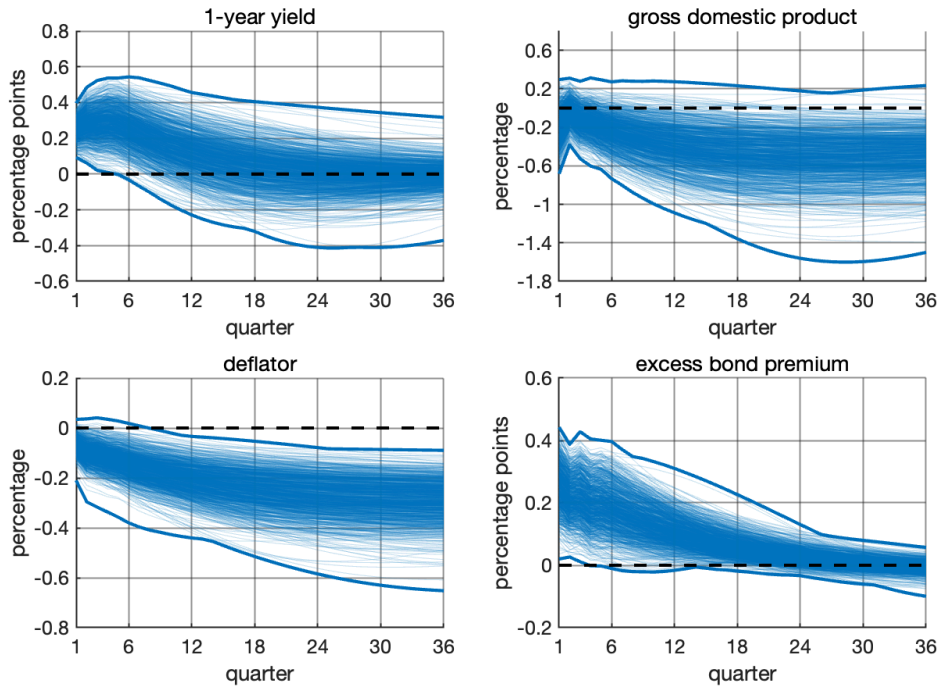 1-year yield
0.8
0.6
0.4
0.2
0
-0.2
-0.4
-0.6
percentage points
1 6 12 18 24 30 36
quarter
gross domestic product
0.6
0.2
-0.2
-0.6
-1
-1.4
-1.8
percentage
1 6 12 18 24 30 36
quarter
deflator
0.2
0
-0.2
-0.4
-0.6
-0.8
percentage
1 6 12 18 24 30 36
quarter
excess bond premium
0.6
0.4
0.2
0
-0.2
percentage points
1 6 12 18 24 30 36
quarter